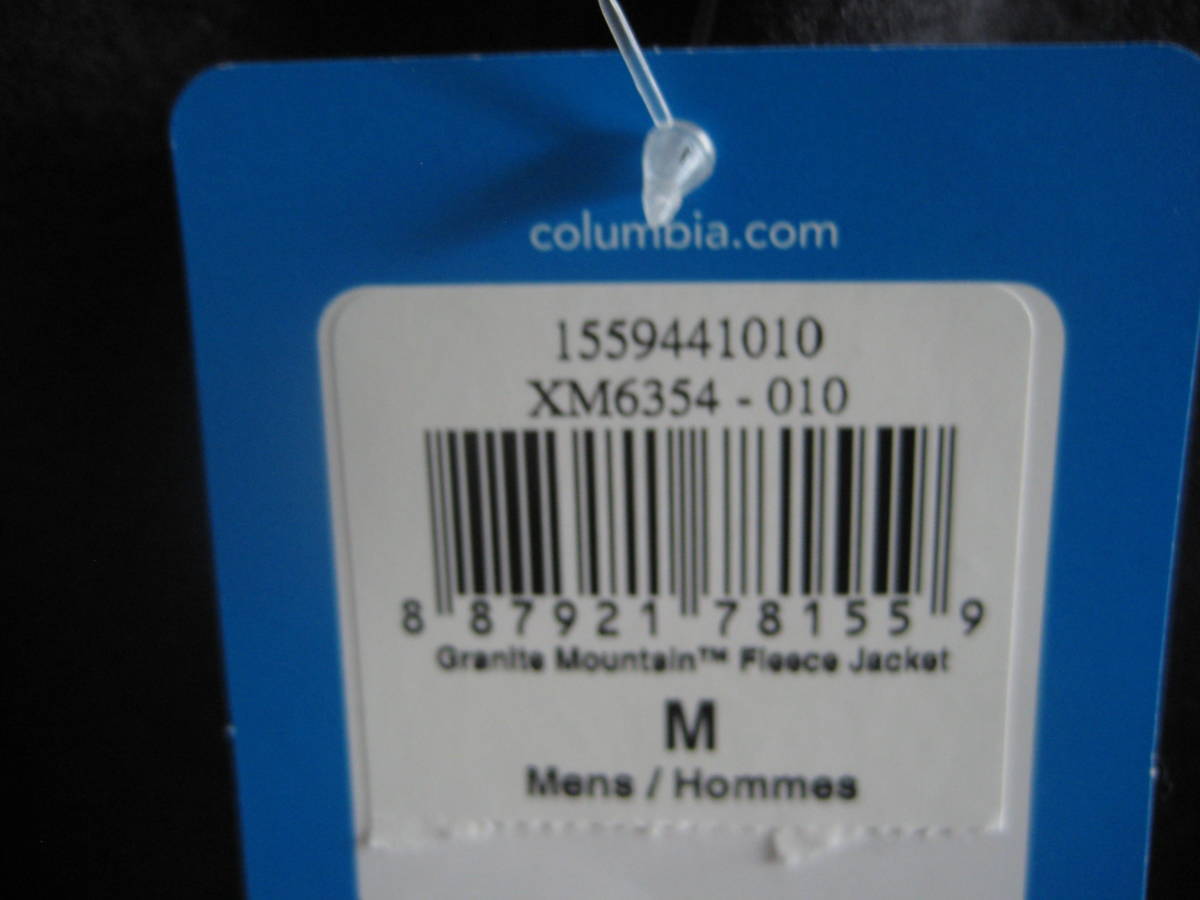 columbia.com
1559441010
XM6354 - 010
8 87921 78155 9
Granite Mountain™ Fleece Jacket
M
Mens / Hommes